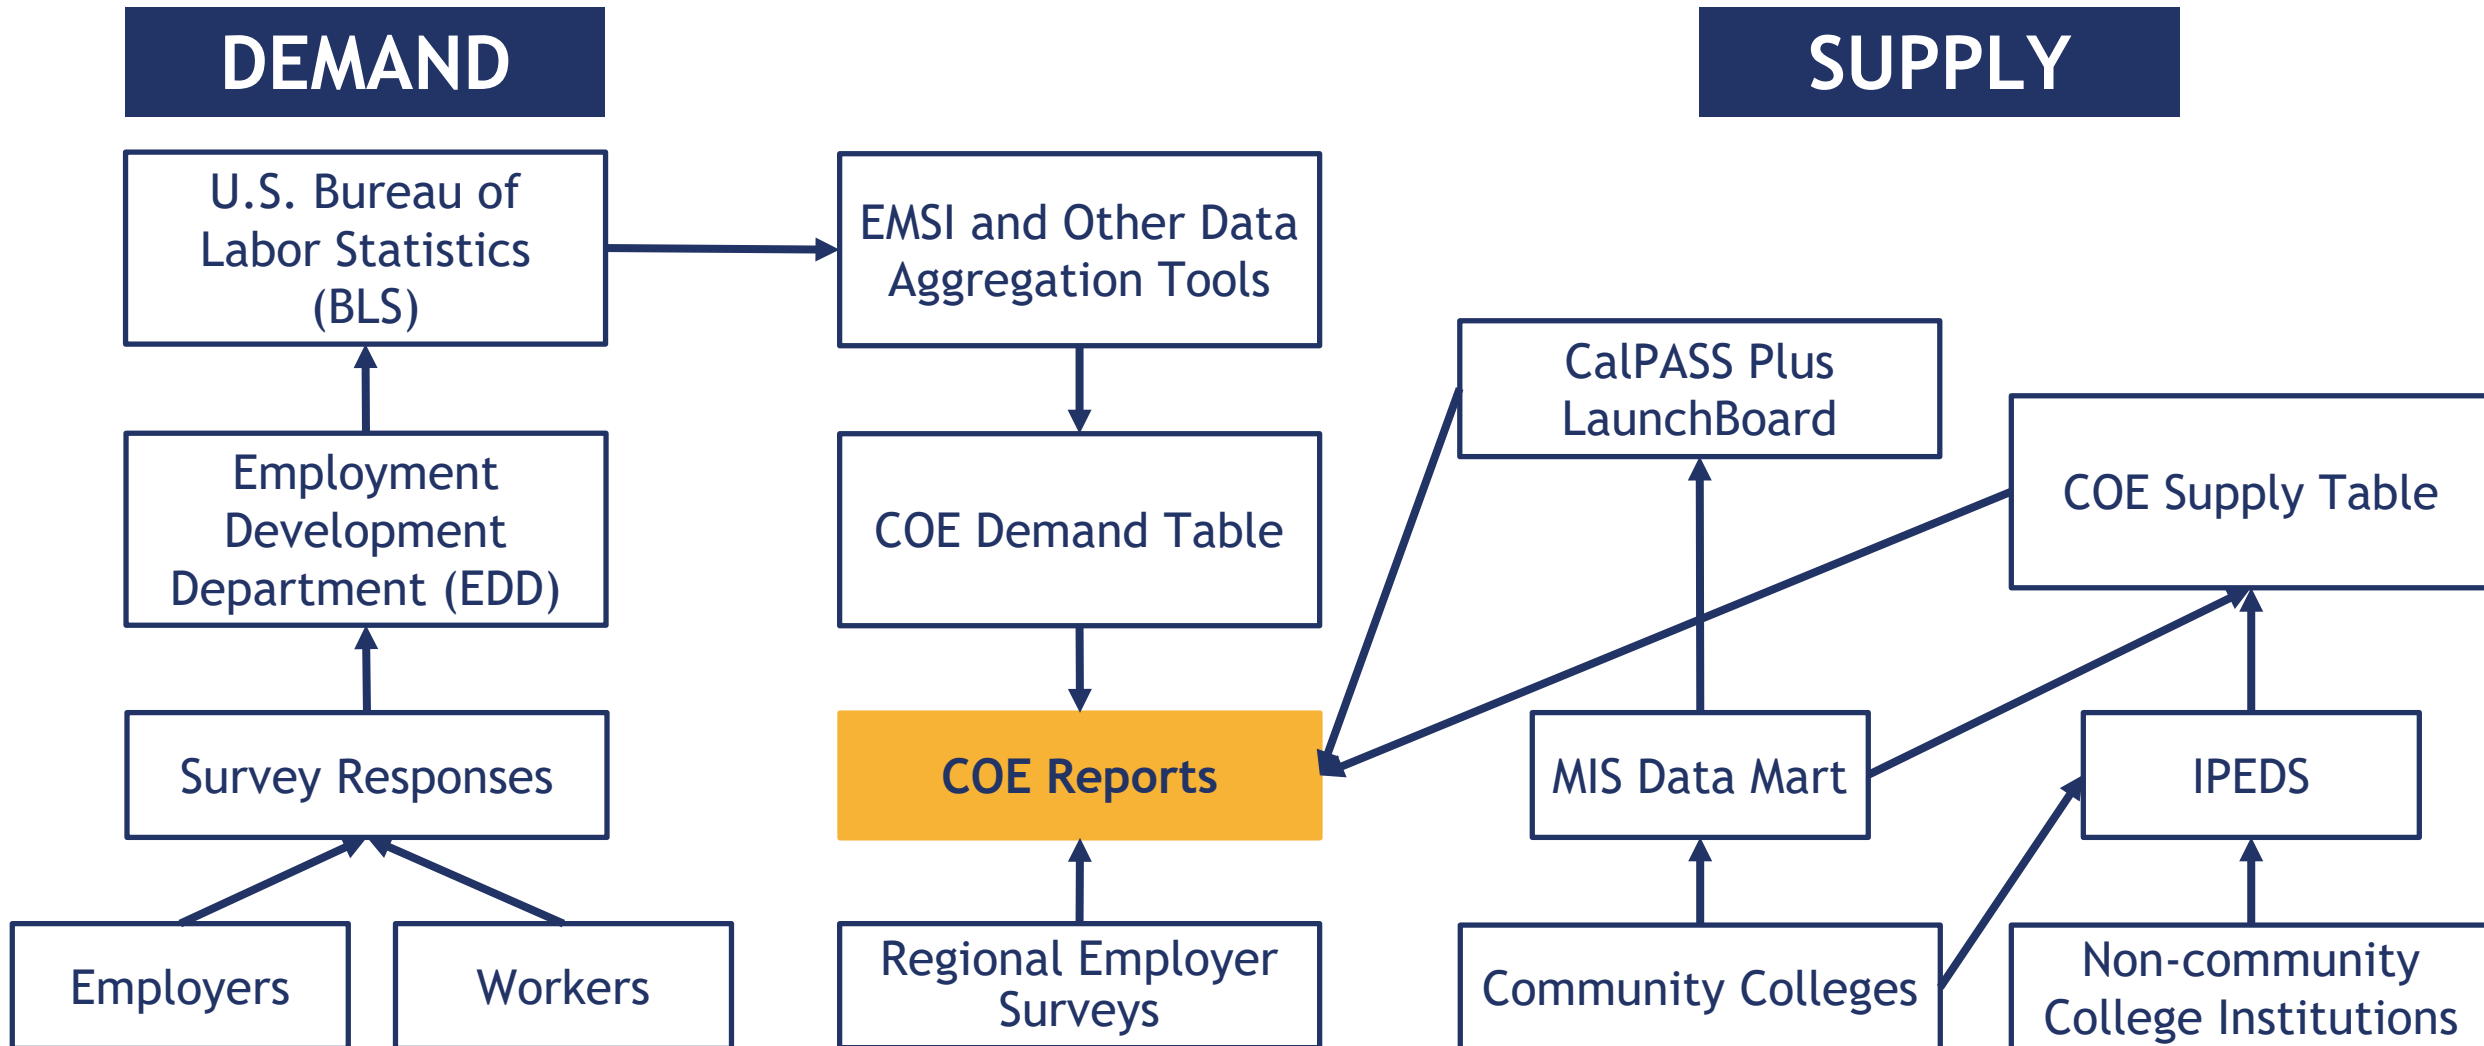 DEMAND
SUPPLY
U.S. Bureau of
Labor Statistics
(BLS)
EMSI and Other Data
Aggregation Tools
CalPASS Plus
LaunchBoard
Employment
Development
Department (EDD)
COE Demand Table
COE Supply Table
Survey Responses
COE Reports
MIS Data Mart
IPEDS
Employers
Workers
Regional Employer
Surveys
Community Colleges
Non-community
College Institutions